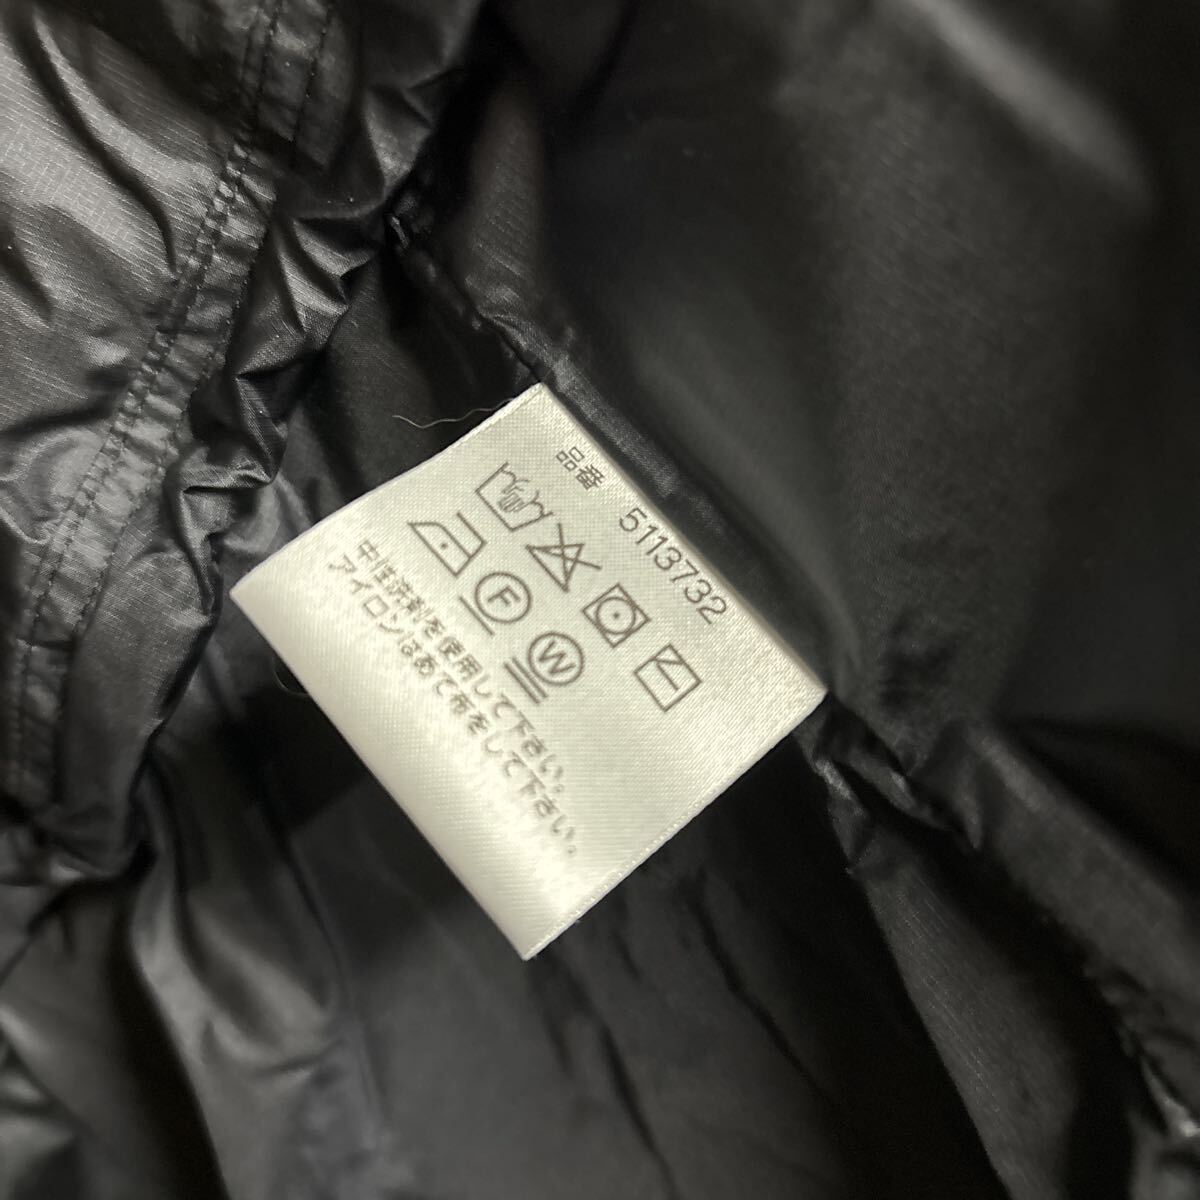 品番 5113732
F W
中性洗剤を使用して下さい。
アイロンはあて布をして下さい。